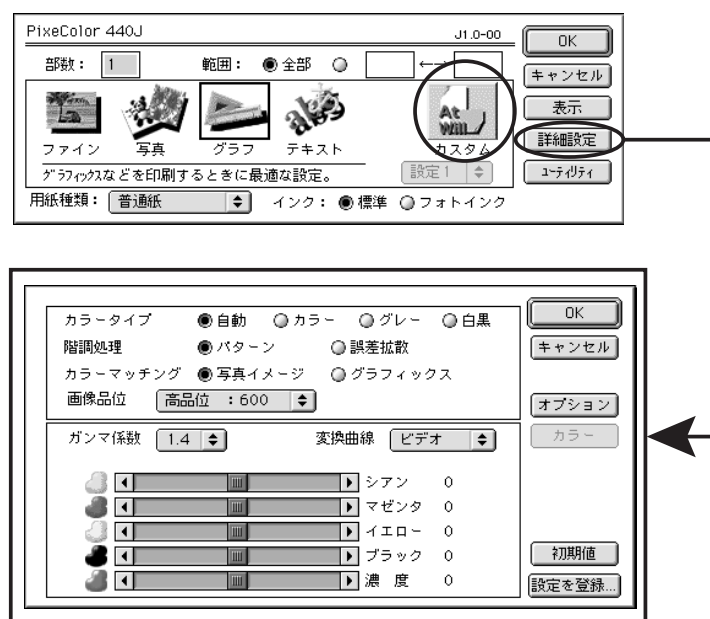 PixeColor 440J J1.0-00 OK
部数： 1 範囲： 全部 ←→ キャンセル
表示
At Will
ファイン 写真 グラフ テキスト カスタム 詳細設定
グラフィックスなどを印刷するときに最適な設定。 設定1 ユーティリティ
用紙種類： 普通紙 インク： 標準 フォトインク
カラータイプ 自動 カラー グレー 白黒 OK
階調処理 パターン 誤差拡散 キャンセル
カラーマッチング 写真イメージ グラフィックス
画像品位 高品位 ：600 オプション
ガンマ係数 1.4 変換曲線 ビデオ カラー
シアン 0
マゼンタ 0
イエロー 0
ブラック 0 初期値
濃 度 0 設定を登録...